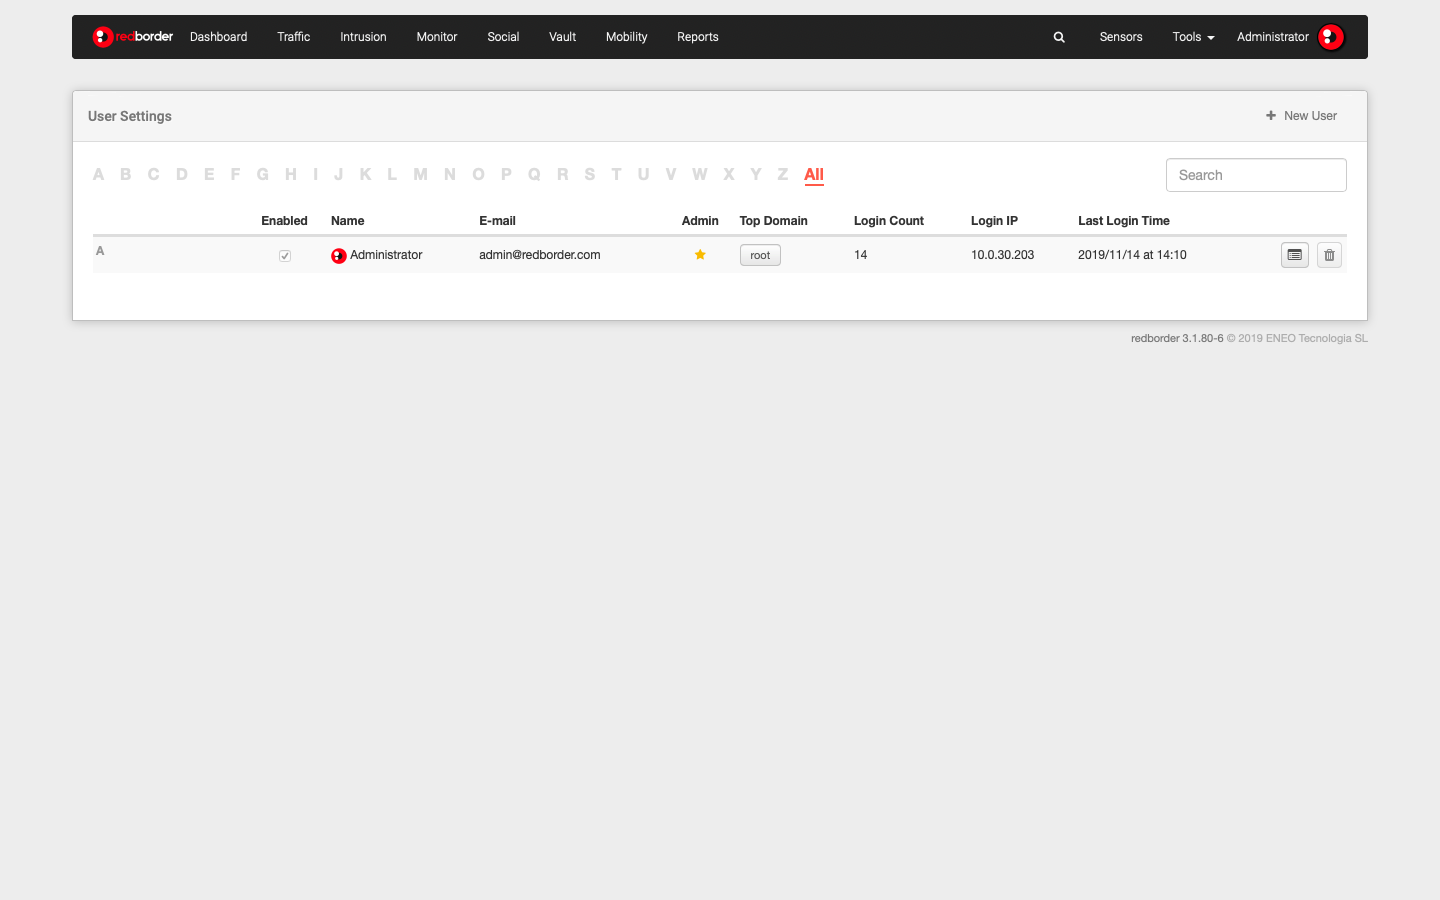 redborder Dashboard Traffic Intrusion Monitor Social Vault Mobility Reports Sensors Tools Administrator
User Settings New User
A B C D E F G H I J K L M N O P Q R S T U V W X Y Z All Search
Enabled Name E-mail Admin Top Domain Login Count Login IP Last Login Time
A Administrator admin@redborder.com root 14 10.0.30.203 2019/11/14 at 14:10
redborder 3.1.80-6 © 2019 ENEO Tecnologia SL